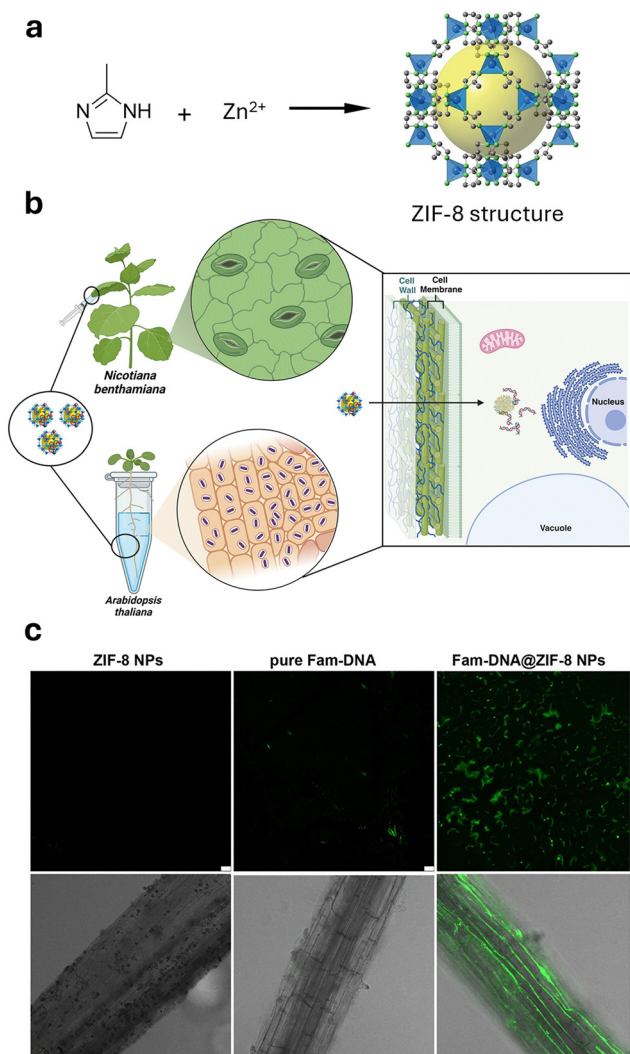 a
N
NH
+
Zn²⁺
ZIF-8 structure
b
Cell
Wall
Cell
Membrane
Nicotiana
benthamiana
Nucleus
Vacuole
Arabidopsis
thaliana
c
ZIF-8 NPs
pure Fam-DNA
Fam-DNA@ZIF-8 NPs